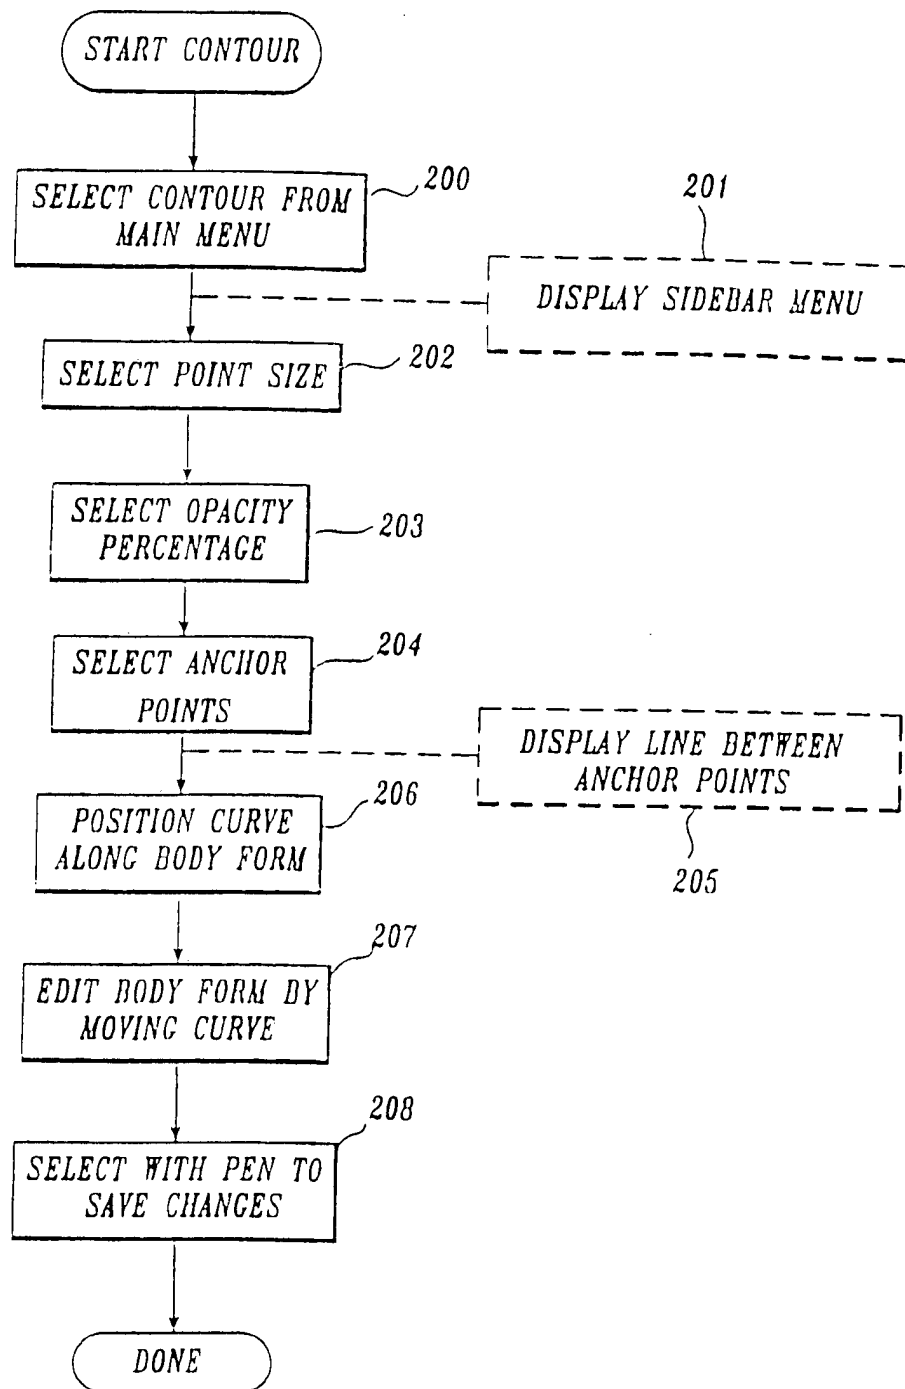 START CONTOUR
200
SELECT CONTOUR FROM
MAIN MENU
201
DISPLAY SIDEBAR MENU
202
SELECT POINT SIZE
SELECT OPACITY
PERCENTAGE
203
204
SELECT ANCHOR
POINTS
DISPLAY LINE BETWEEN
ANCHOR POINTS
205
206
POSITION CURVE
ALONG BODY FORM
207
EDIT BODY FORM BY
MOVING CURVE
208
SELECT WITH PEN TO
SAVE CHANGES
DONE